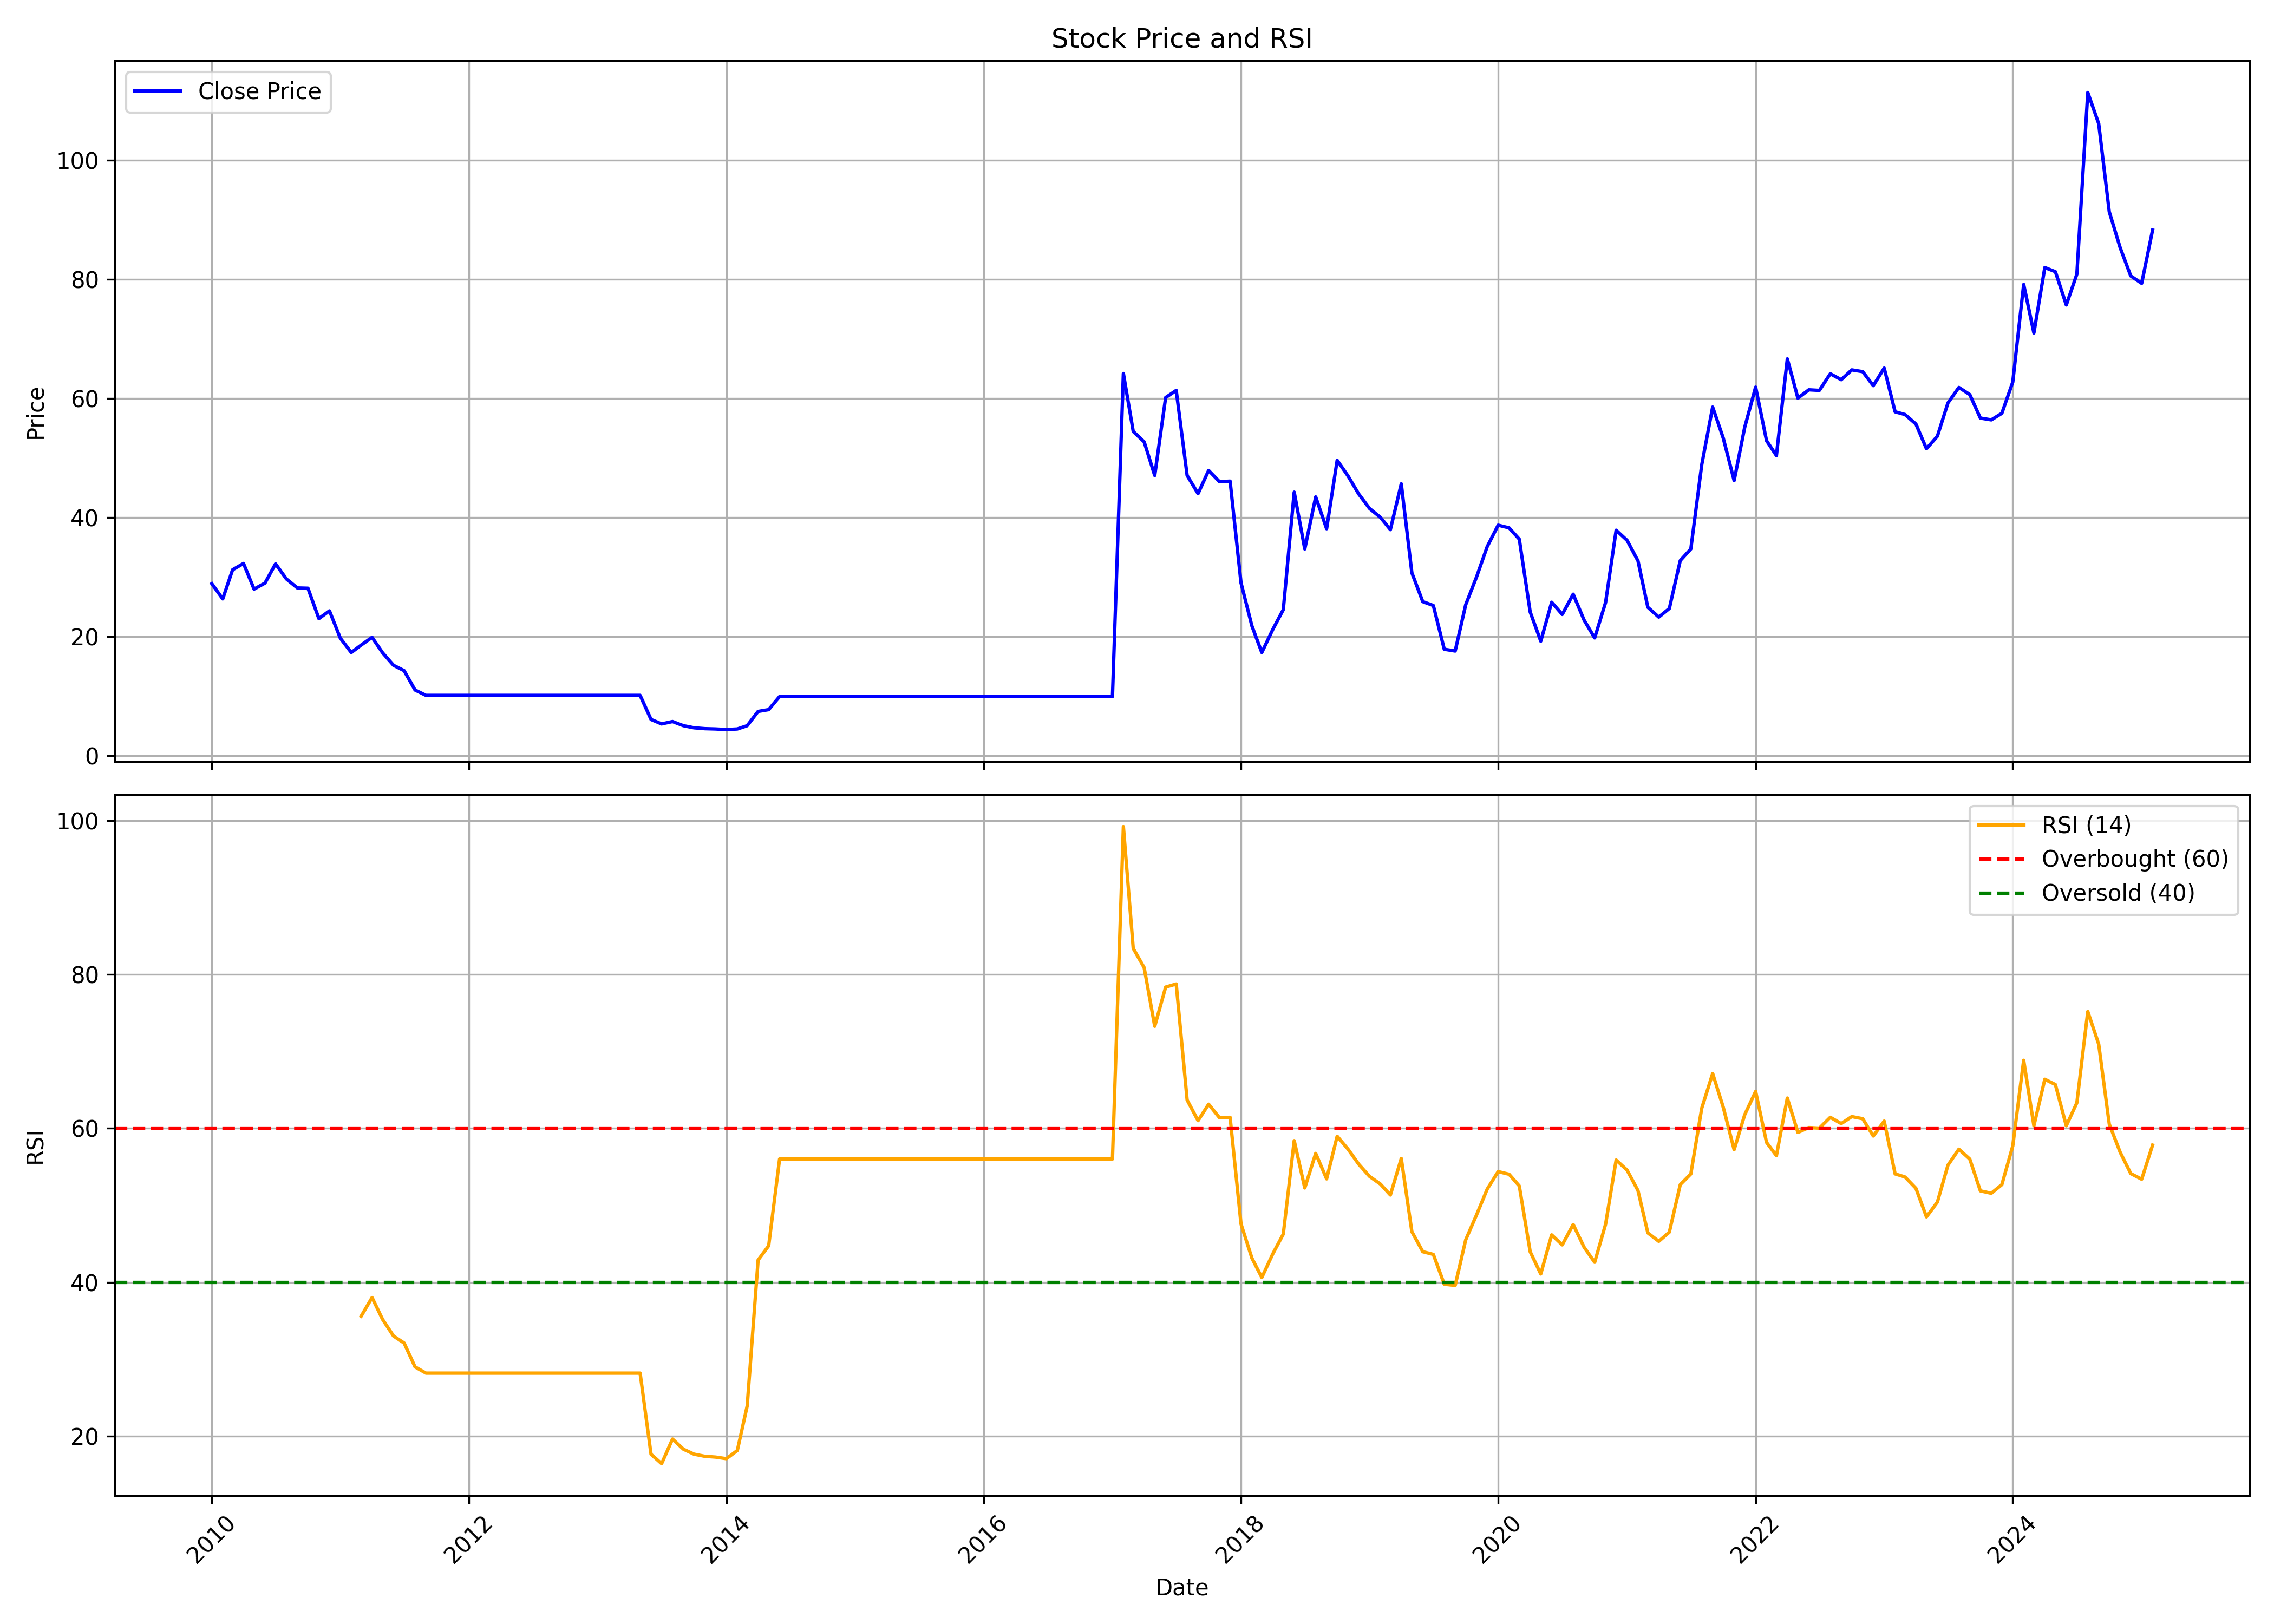 Stock Price and RSI
Close Price
100
80
60
40
20
0
Price
RSI (14)
Overbought (60)
Oversold (40)
100
80
60
40
20
RSI
2010
2012
2014
2016
2018
2020
2022
2024
Date